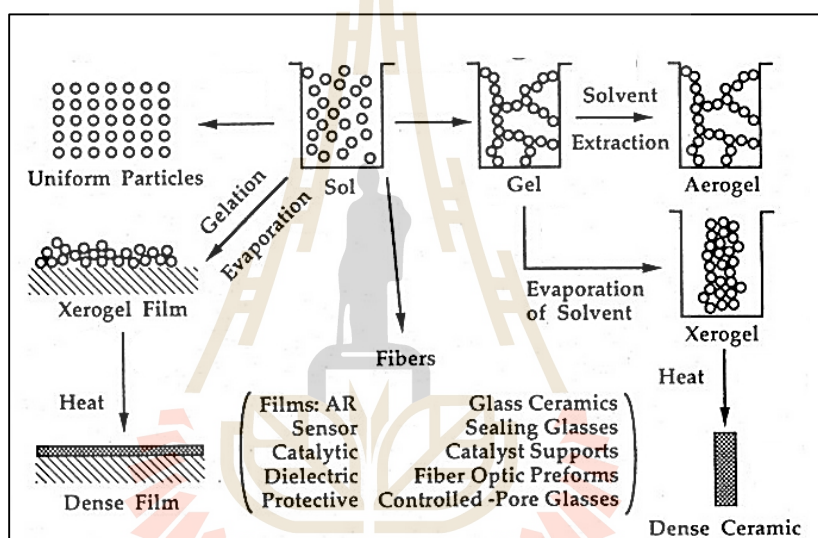 Uniform Particles
Sol
Gel
Solvent
Extraction
Aerogel
Gelation
Evaporation
Xerogel Film
Evaporation
of Solvent
Xerogel
Fibers
Heat
Heat
Films: AR
Sensor
Catalytic
Dielectric
Protective
Glass Ceramics
Sealing Glasses
Catalyst Supports
Fiber Optic Preforms
Controlled -Pore Glasses
Dense Film
Dense Ceramic